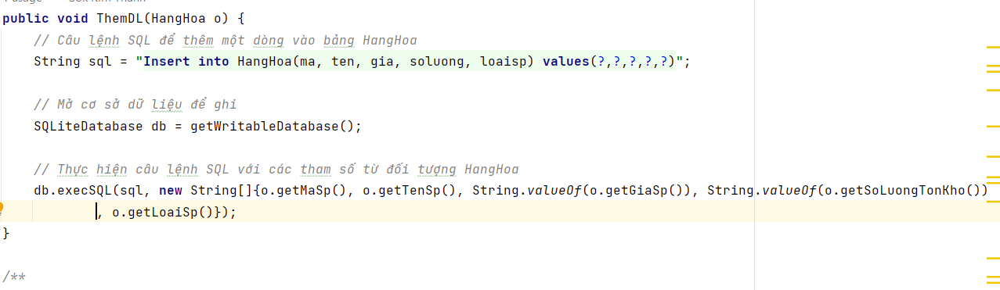 public void ThemDL(HangHoa o) {
// Câu lệnh SQL để thêm một dòng vào bảng HangHoa
String sql = "Insert into HangHoa(ma, ten, gia, soluong, loaisp) values(?,?,?,?,?)";
// Mở cơ sở dữ liệu để ghi
SQLiteDatabase db = getWritableDatabase();
// Thực hiện câu lệnh SQL với các tham số từ đối tượng HangHoa
db.execSQL(sql, new String[]{o.getMaSp(), o.getTenSp(), String.valueOf(o.getGiaSp()), String.valueOf(o.getSoLuongTonKho())
, o.getLoaiSp()});
}
/**